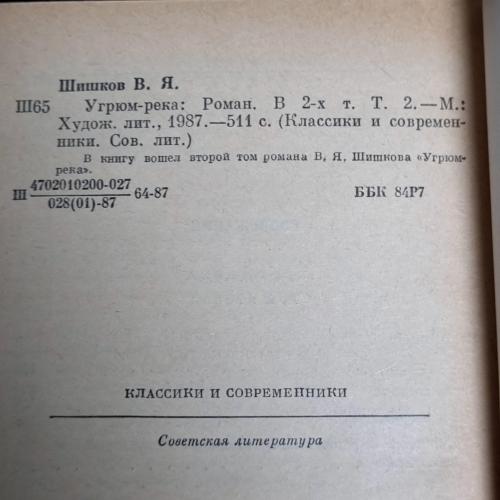 Шишков В. Я.
Ш65 Угрюм-река: Роман. В 2-х т. Т. 2.—М.:
Худож. лит., 1987.—511 с. (Классики и современ-
ники. Сов. лит.)
В книгу вошел второй том романа В, Я, Шишкова «Угрюм-
река».
Ш 4702010200-027 64-87 ББК 84Р7
028(01)-87
КЛАССИКИ И СОВРЕМЕННИКИ
Советская литература